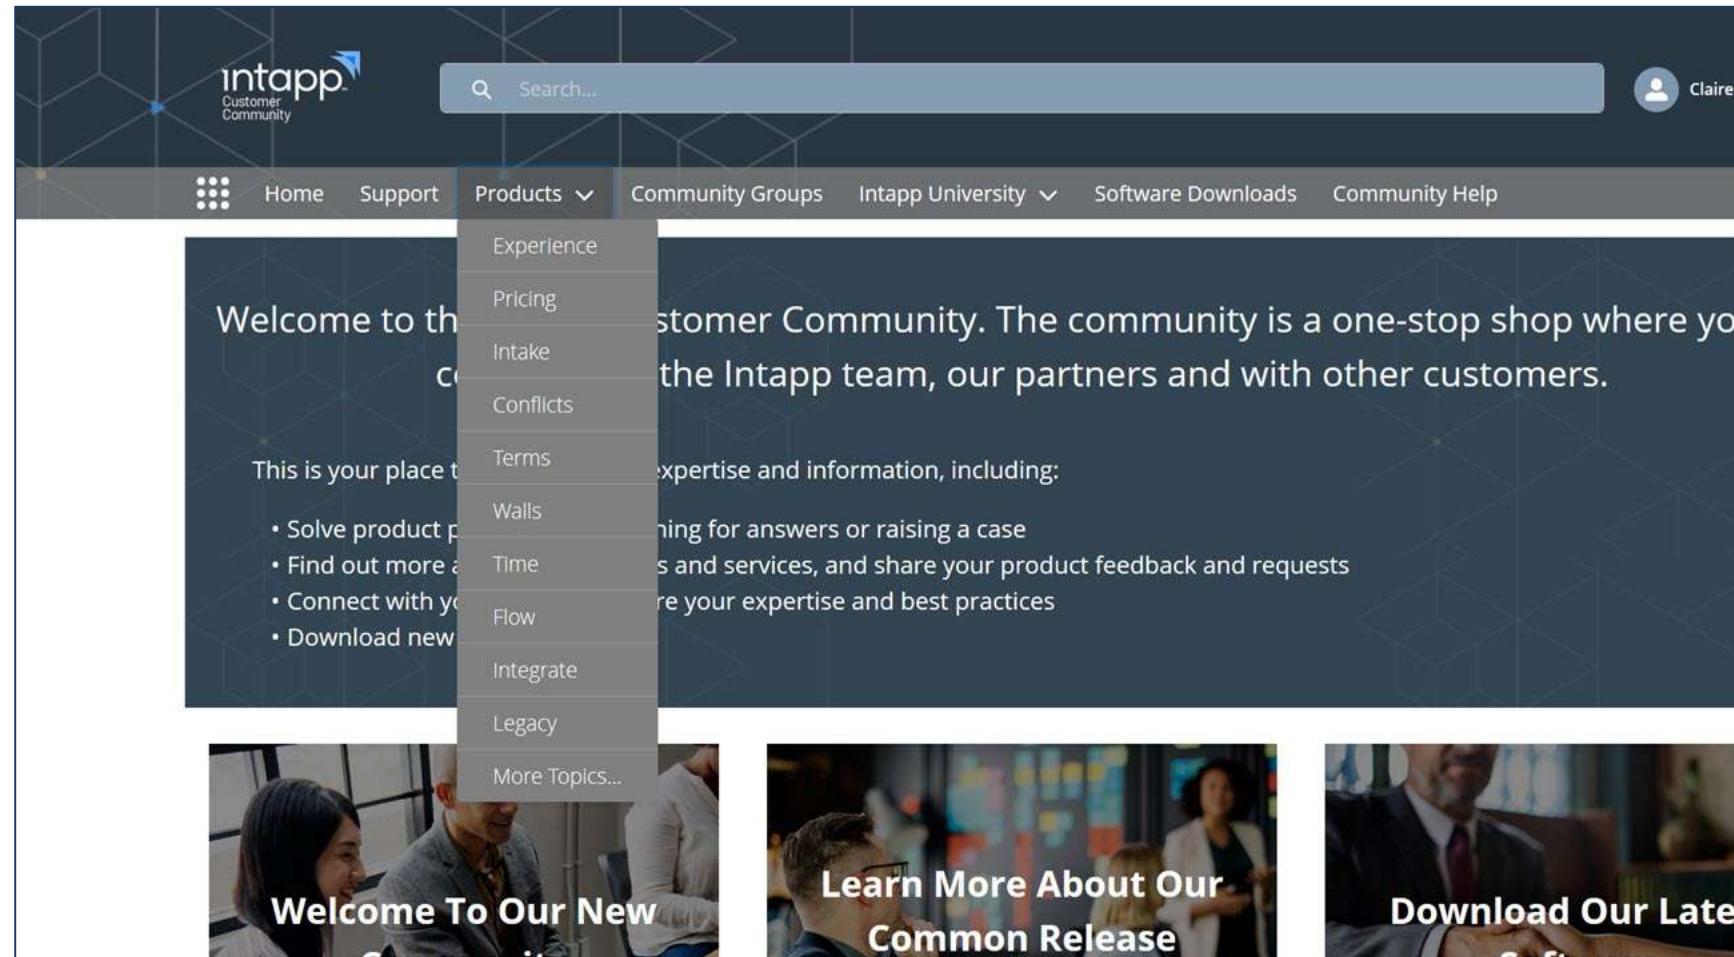 intapp
Customer
Community
Search...
Claire
Home Support Products Community Groups Intapp University Software Downloads Community Help
Experience
Pricing
Intake
Conflicts
Terms
Walls
Time
Flow
Integrate
Legacy
More Topics...
Welcome to th stomer Community. The community is a one-stop shop where yo
the Intapp team, our partners and with other customers.
This is your place t xpertise and information, including:
• Solve product p ing for answers or raising a case
• Find out more a s and services, and share your product feedback and requests
• Connect with yo re your expertise and best practices
• Download new
Welcome To Our New
Learn More About Our
Common Release
Download Our Late